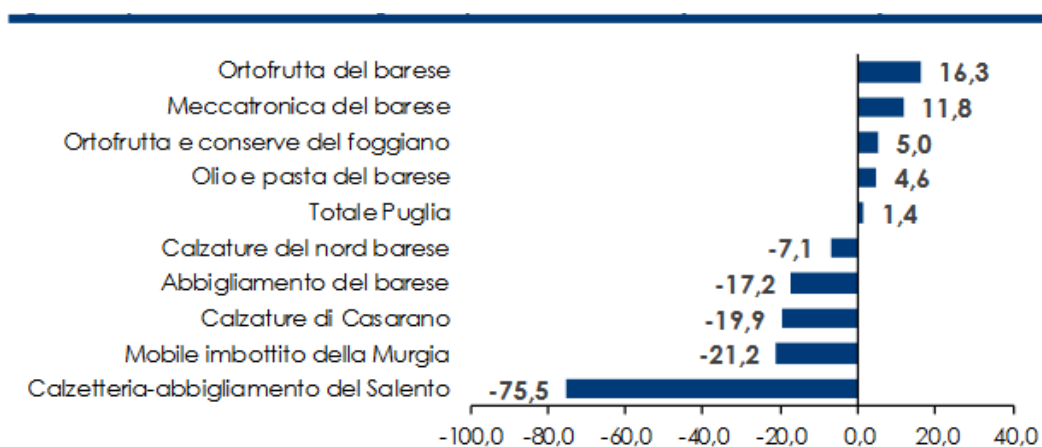 Ortofrutta del barese 16,3
Meccatronica del barese 11,8
Ortofrutta e conserve del foggiano 5,0
Olio e pasta del barese 4,6
Totale Puglia 1,4
Calzature del nord barese -7,1
Abbigliamento del barese -17,2
Calzature di Casarano -19,9
Mobile imbottito della Murgia -21,2
Calzetteria-abbigliamento del Salento -75,5
-100,0 -80,0 -60,0 -40,0 -20,0 0,0 20,0 40,0